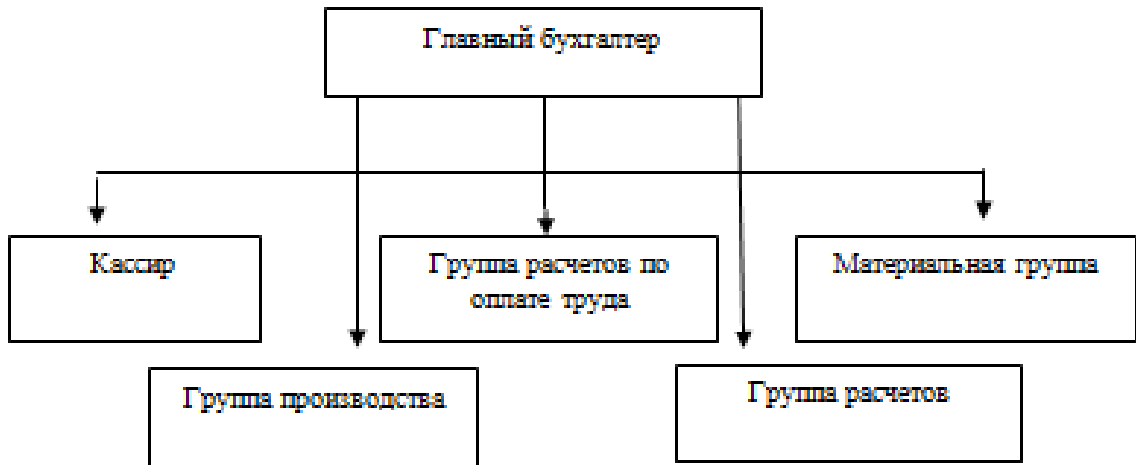 Главный бухгалтер
Кассир
Группа расчетов по
оплате труда
Материальная группа
Группа производства
Группа расчетов